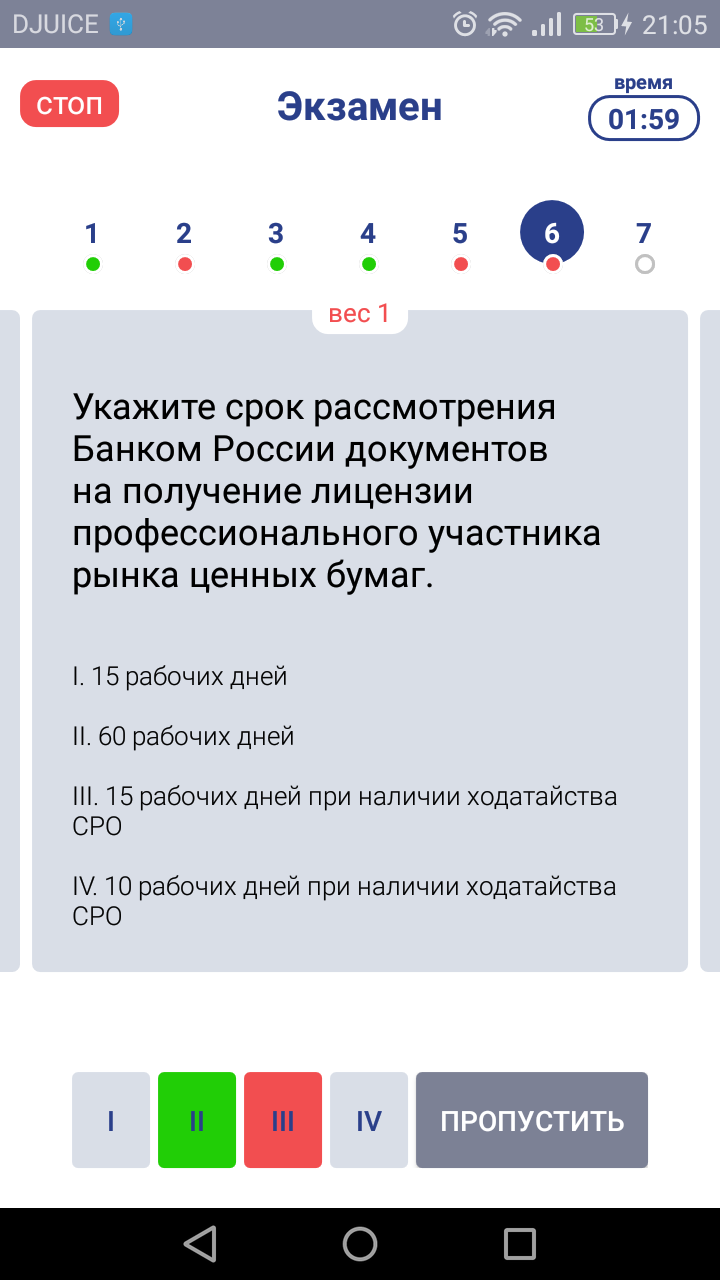 DJUICE
53
21:05
СТОП
Экзамен
время
01:59
1 2 3 4 5 6 7
вес 1
Укажите срок рассмотрения
Банком России документов
на получение лицензии
профессионального участника
рынка ценных бумаг.
I. 15 рабочих дней
II. 60 рабочих дней
III. 15 рабочих дней при наличии ходатайства
СРО
IV. 10 рабочих дней при наличии ходатайства
СРО
I II III IV ПРОПУСТИТЬ